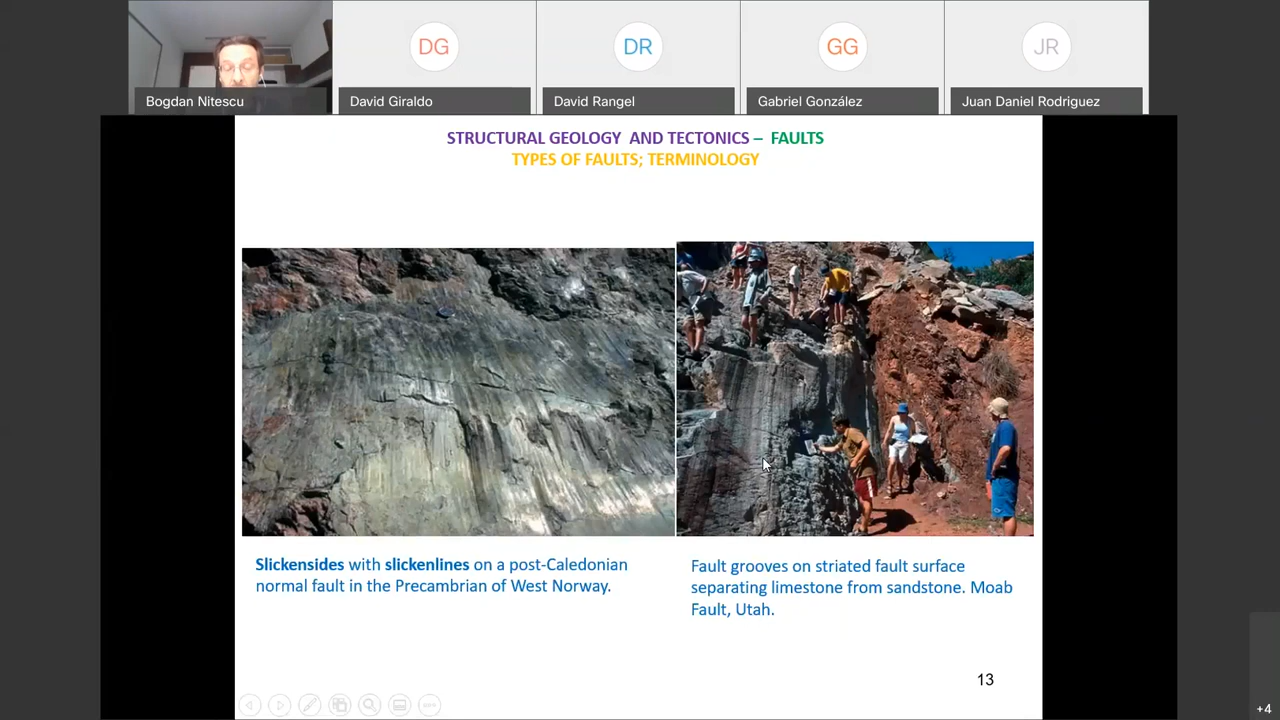 DG
DR
GG
JR
Bogdan Nitescu
David Giraldo
David Rangel
Gabriel González
Juan Daniel Rodriguez
STRUCTURAL GEOLOGY AND TECTONICS – FAULTS
TYPES OF FAULTS; TERMINOLOGY
Slickensides with slickenlines on a post-Caledonian
normal fault in the Precambrian of West Norway.
Fault grooves on striated fault surface
separating limestone from sandstone. Moab
Fault, Utah.
13
+4